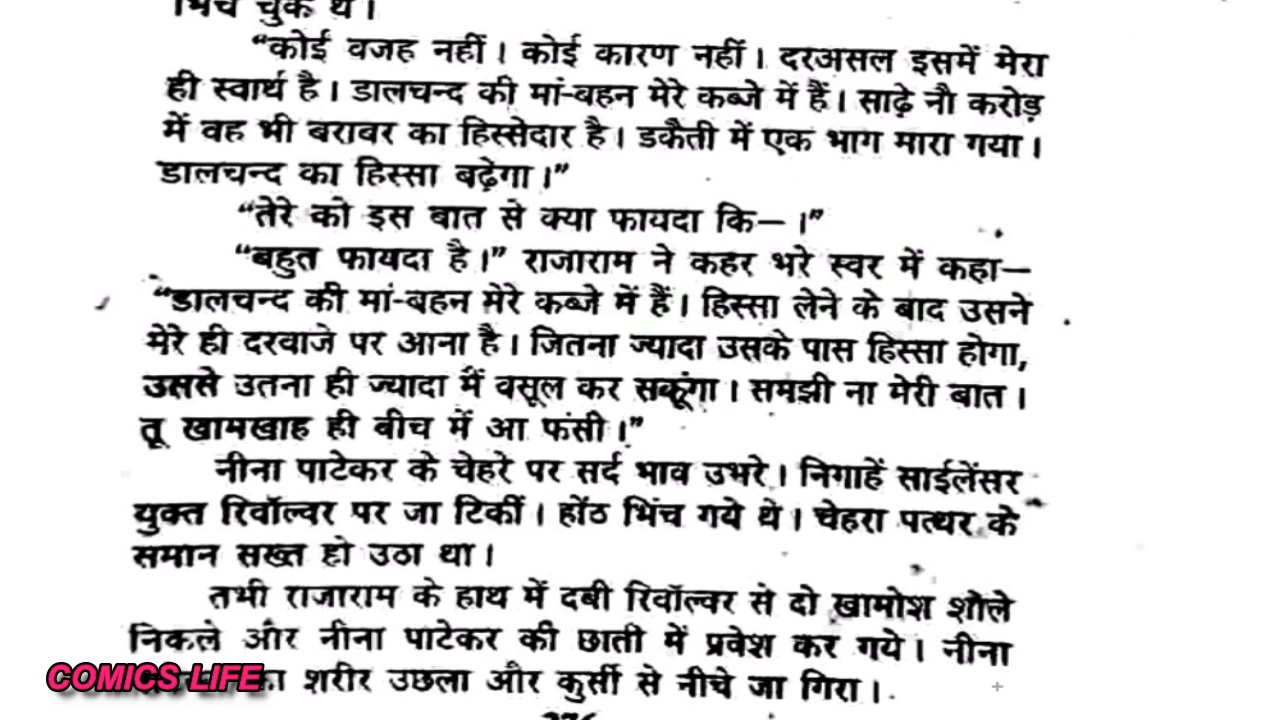 भिंच चुके थे।
“कोई वजह नहीं। कोई कारण नहीं। दरअसल इसमें मेरा
ही स्वार्थ है। डालचन्द की मां-बहन मेरे कब्जे में हैं। साढ़े नौ करोड़
में वह भी बराबर का हिस्सेदार है। डकैती में एक भाग मारा गया।
डालचन्द का हिस्सा बढ़ेगा।”
“तेरे को इस बात से क्या फायदा कि—।”
“बहुत फायदा है।” राजाराम ने कहर भरे स्वर में कहा—
“डालचन्द की मां-बहन मेरे कब्जे में हैं। हिस्सा लेने के बाद उसने
मेरे ही दरवाजे पर आना है। जितना ज्यादा उसके पास हिस्सा होगा,
उससे उतना ही ज्यादा मैं वसूल कर सकूंगा। समझी ना मेरी बात।
तू खामखाह ही बीच में आ फंसी।”
नीना पाटेकर के चेहरे पर सर्द भाव उभरे। निगाहें साईलेंसर
युक्त रिवॉल्वर पर जा टिकीं। होंठ भिंच गये थे। चेहरा पत्थर के
समान सख्त हो उठा था।
तभी राजाराम के हाथ में दबी रिवॉल्वर से दो खामोश शोले
निकले और नीना पाटेकर की छाती में प्रवेश कर गये। नीना
COMICS LIFE का शरीर उछला और कुर्सी से नीचे जा गिरा।